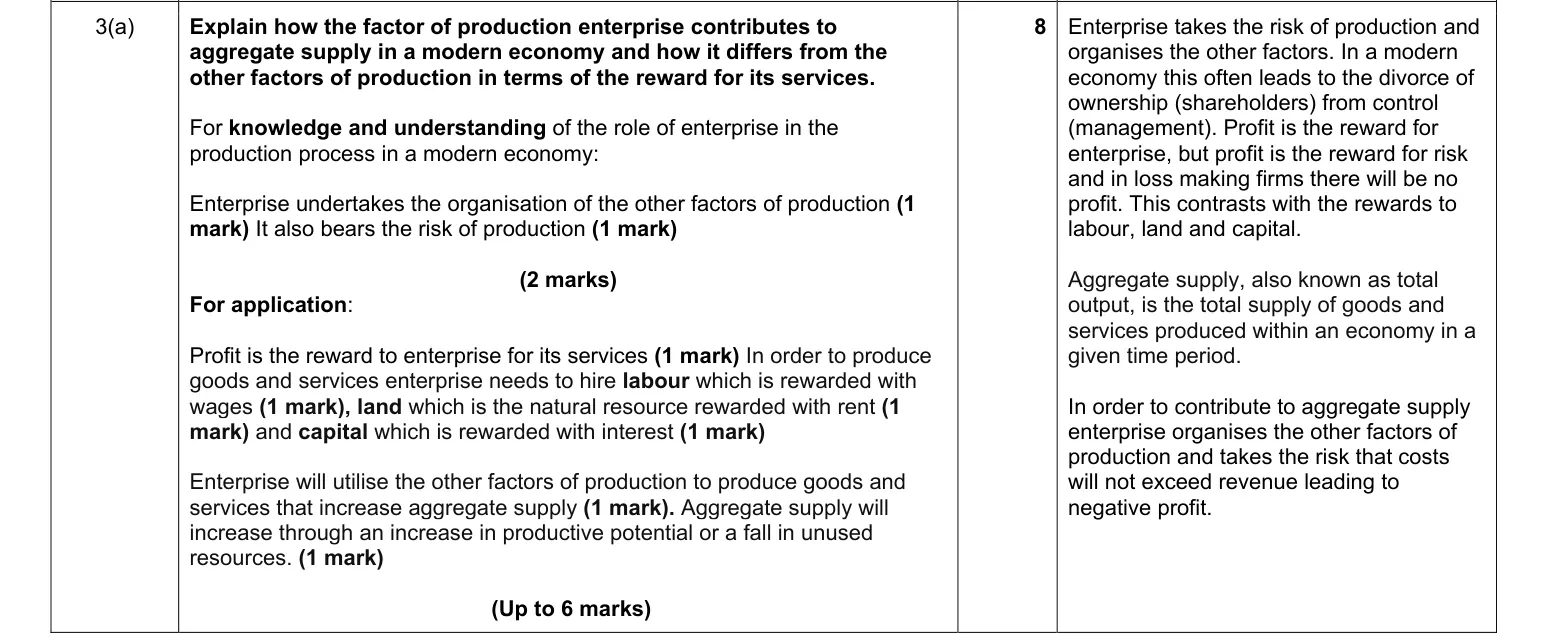 3(a)
Explain how the factor of production enterprise contributes to
aggregate supply in a modern economy and how it differs from the
other factors of production in terms of the reward for its services.
For knowledge and understanding of the role of enterprise in the
production process in a modern economy:
Enterprise undertakes the organisation of the other factors of production (1
mark) It also bears the risk of production (1 mark)
(2 marks)
For application:
Profit is the reward to enterprise for its services (1 mark) In order to produce
goods and services enterprise needs to hire labour which is rewarded with
wages (1 mark), land which is the natural resource rewarded with rent (1
mark) and capital which is rewarded with interest (1 mark)
Enterprise will utilise the other factors of production to produce goods and
services that increase aggregate supply (1 mark). Aggregate supply will
increase through an increase in productive potential or a fall in unused
resources. (1 mark)
(Up to 6 marks)
8
Enterprise takes the risk of production and
organises the other factors. In a modern
economy this often leads to the divorce of
ownership (shareholders) from control
(management). Profit is the reward for
enterprise, but profit is the reward for risk
and in loss making firms there will be no
profit. This contrasts with the rewards to
labour, land and capital.
Aggregate supply, also known as total
output, is the total supply of goods and
services produced within an economy in a
given time period.
In order to contribute to aggregate supply
enterprise organises the other factors of
production and takes the risk that costs
will not exceed revenue leading to
negative profit.